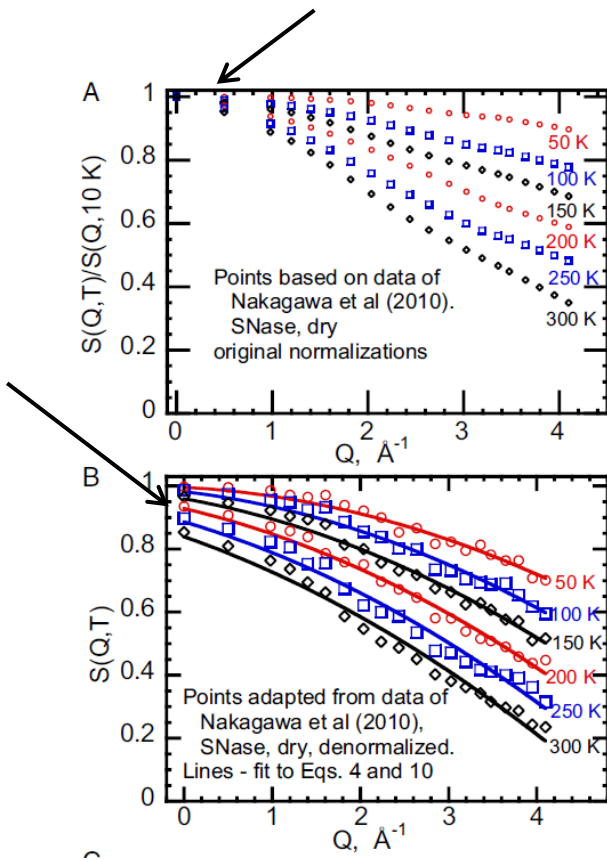 A
S(Q,T)/S(Q,10 K)
1
0.8
0.6
0.4
0.2
0
50 K
100 K
150 K
200 K
250 K
300 K
Points based on data of
Nakagawa et al (2010).
SNase, dry
original normalizations
0 1 2 3 4
Q, Å⁻¹
B
S(Q,T)
1
0.8
0.6
0.4
0.2
0
50 K
100 K
150 K
200 K
250 K
300 K
Points adapted from data of
Nakagawa et al (2010),
SNase, dry, denormalized.
Lines - fit to Eqs. 4 and 10
0 1 2 3 4
Q, Å⁻¹